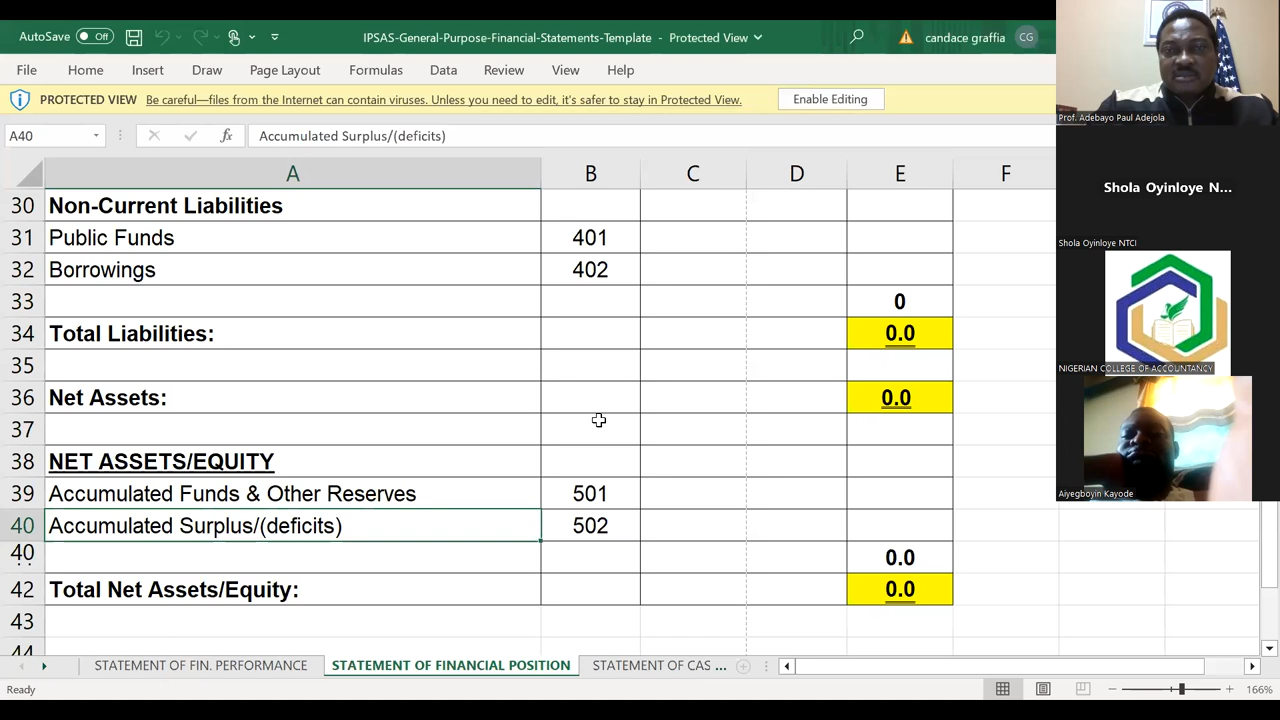 AutoSave Off IPSAS-General-Purpose-Financial-Statements-Template - Protected View candace graffia CG
File Home Insert Draw Page Layout Formulas Data Review View Help
PROTECTED VIEW Be careful—files from the Internet can contain viruses. Unless you need to edit, it's safer to stay in Protected View. Enable Editing
A40 fx Accumulated Surplus/(deficits)
A B C D E F
30 Non-Current Liabilities
31 Public Funds 401
32 Borrowings 402
33 0
34 Total Liabilities: 0.0
35
36 Net Assets: 0.0
37
38 NET ASSETS/EQUITY
39 Accumulated Funds & Other Reserves 501
40 Accumulated Surplus/(deficits) 502
40 0.0
42 Total Net Assets/Equity: 0.0
43
44
STATEMENT OF FIN. PERFORMANCE STATEMENT OF FINANCIAL POSITION STATEMENT OF CAS ...
Ready 166%
Prof. Adebayo Paul Adejola
Shola Oyinloye N...
Shola Oyinloye NTCI
NIGERIAN COLLEGE OF ACCOUNTANCY
Aiyegboyin Kayode